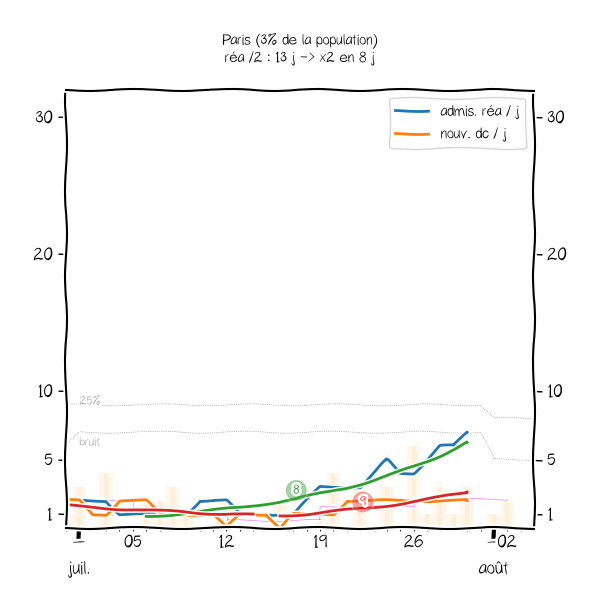 Paris (3% de la population)
réa /2 : 13 j -> x2 en 8 j
admis. réa / j
nouv. dc / j
30
30
20
20
10
10
25%
bruit
5
5
8
9
1
1
05
12
19
26
02
juil.
août